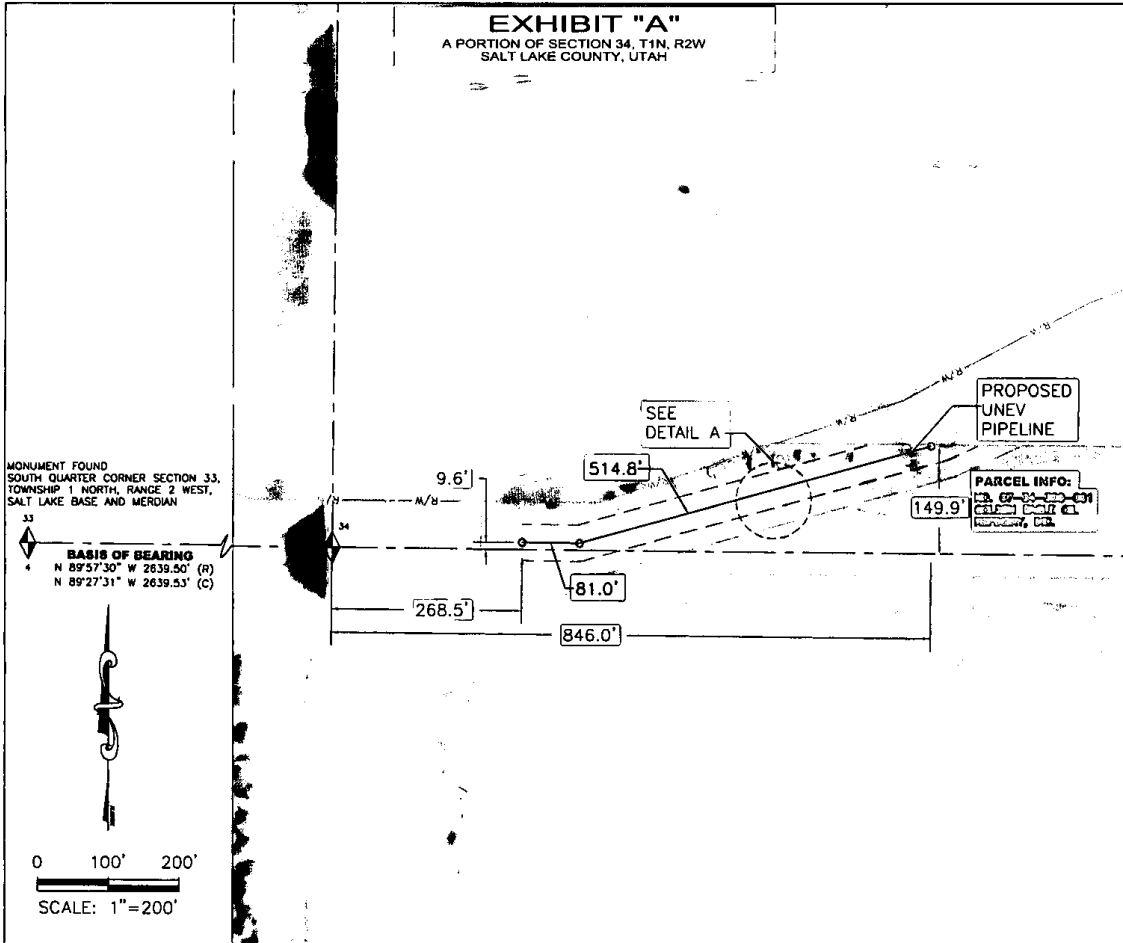 EXHIBIT "A"
A PORTION OF SECTION 34, T1N, R2W
SALT LAKE COUNTY, UTAH
R/W
R/W
R/W
SEE
DETAIL A
PROPOSED
UNEV
PIPELINE
514.8'
9.6'
MONUMENT FOUND
SOUTH QUARTER CORNER SECTION 33,
TOWNSHIP 1 NORTH, RANGE 2 WEST,
SALT LAKE BASE AND MERDIAN
R/W
PARCEL INFO:
149.9'
33
34
4
BASIS OF BEARING
N 89°57'30" W 2639.50' (R)
N 89°27'31" W 2639.53' (C)
81.0'
268.5'
846.0'
0 100' 200'
SCALE: 1"=200'